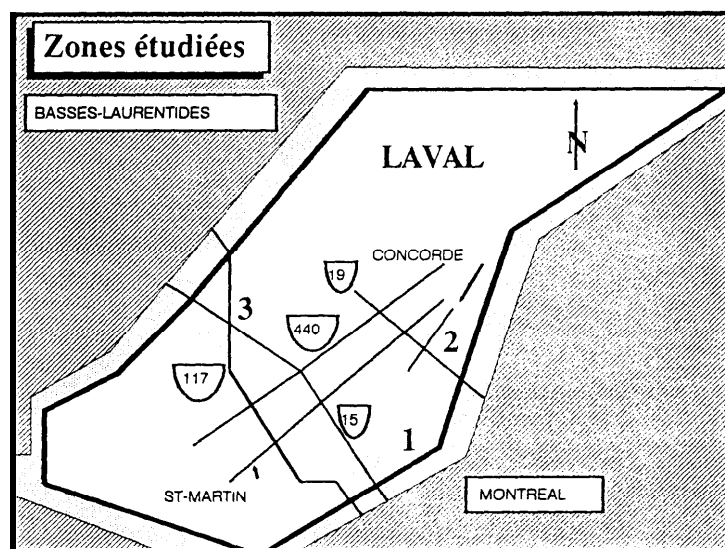 Zones étudiées
BASSES-LAURENTIDES
LAVAL
N
CONCORDE
19
3
440
2
117
15
1
ST-MARTIN
MONTREAL